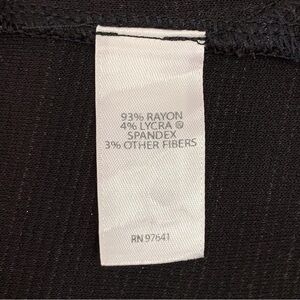 93% RAYON
4% LYCRA ®
SPANDEX
3% OTHER FIBERS
RN 97641